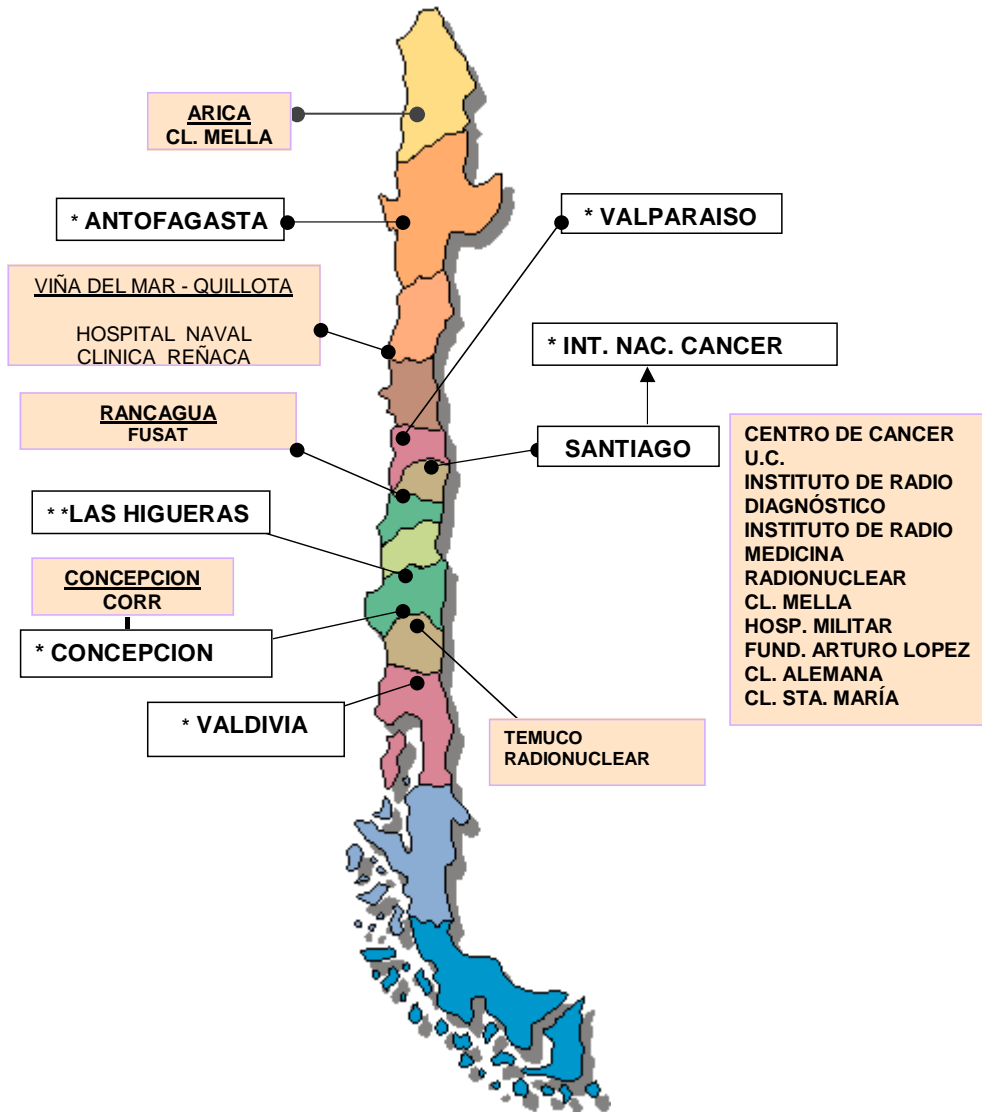 ARICA
CL. MELLA
* ANTOFAGASTA
* VALPARAISO
VIÑA DEL MAR - QUILLOTA
HOSPITAL NAVAL
CLINICA REÑACA
* INT. NAC. CANCER
RANCAGUA
FUSAT
SANTIAGO
CENTRO DE CANCER
U.C.
INSTITUTO DE RADIO
DIAGNÓSTICO
INSTITUTO DE RADIO
MEDICINA
RADIONUCLEAR
CL. MELLA
HOSP. MILITAR
FUND. ARTURO LOPEZ
CL. ALEMANA
CL. STA. MARÍA
* *LAS HIGUERAS
CONCEPCION
CORR
* CONCEPCION
* VALDIVIA
TEMUCO
RADIONUCLEAR